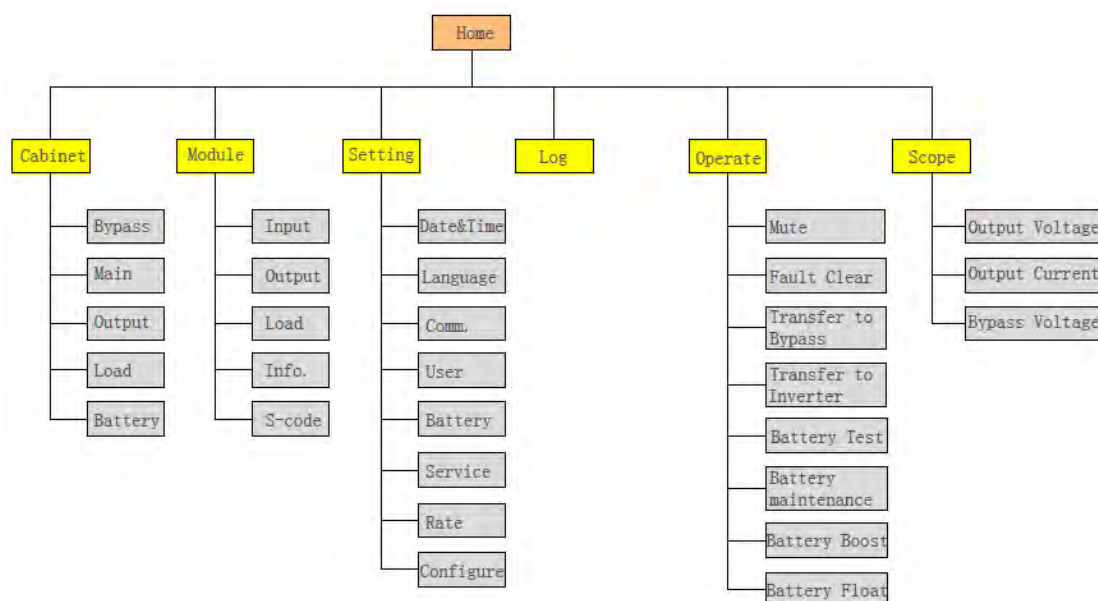 Home
Cabinet
Module
Setting
Log
Operate
Scope
Bypass
Main
Output
Load
Battery
Input
Output
Load
Info.
S-code
Date&Time
Language
Comm.
User
Battery
Service
Rate
Configure
Mute
Fault Clear
Transfer to
Bypass
Transfer to
Inverter
Battery Test
Battery
maintenance
Battery Boost
Battery Float
Output Voltage
Output Current
Bypass Voltage